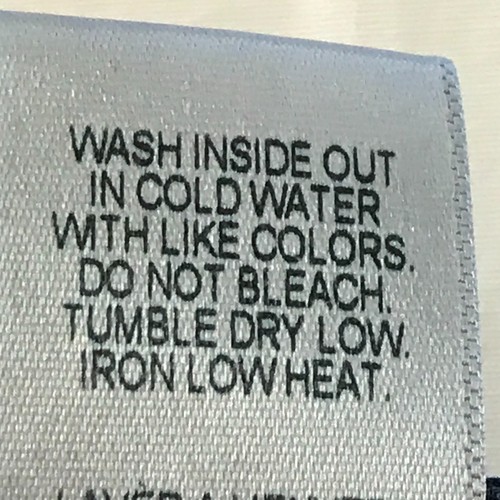 WASH INSIDE OUT
IN COLD WATER
WITH LIKE COLORS.
DO NOT BLEACH.
TUMBLE DRY LOW.
IRON LOW HEAT.